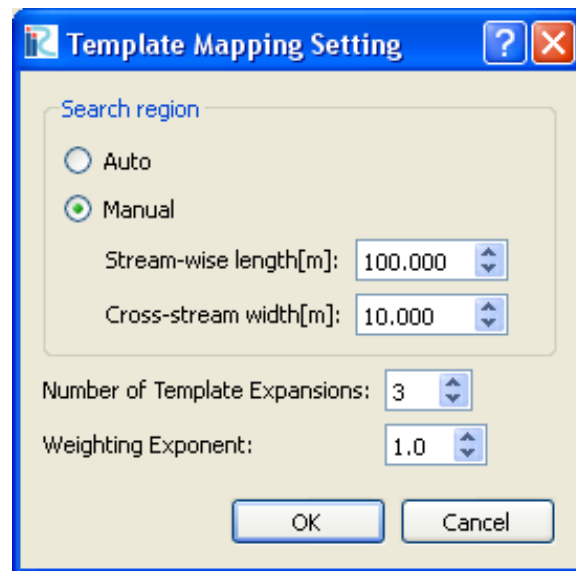 iRIC Template Mapping Setting ?
Search region
Auto
Manual
Stream-wise length[m]: 100.000
Cross-stream width[m]: 10.000
Number of Template Expansions: 3
Weighting Exponent: 1.0
OK Cancel